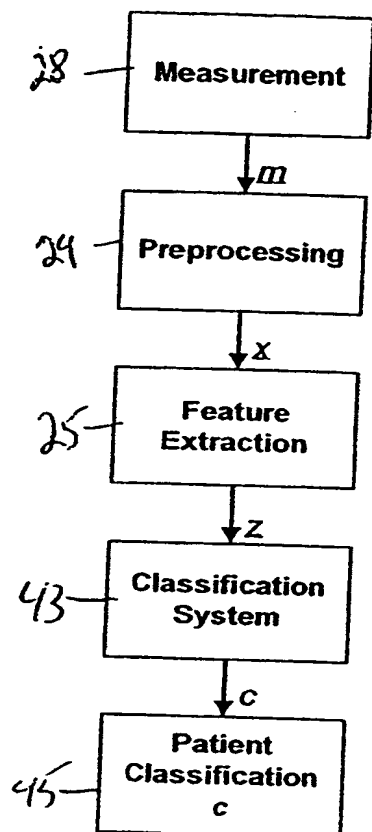 28
Measurement
m
24
Preprocessing
x
25
Feature
Extraction
z
43
Classification
System
c
45
Patient
Classification
c